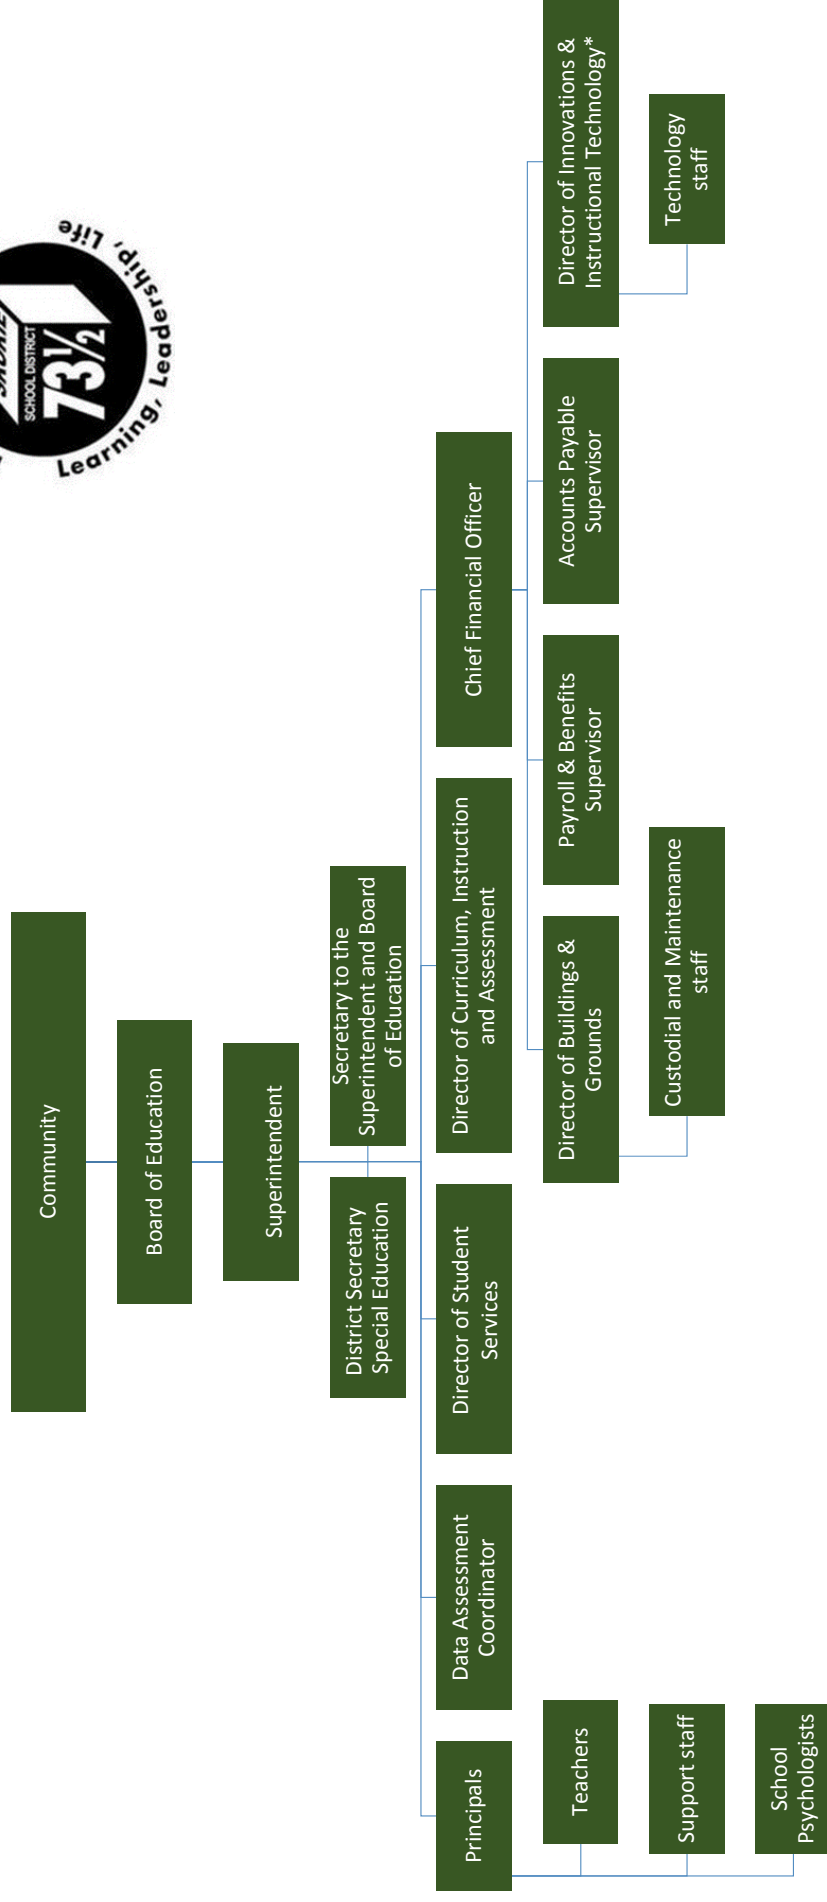 SCHOOL DISTRICT
73½
Learning, Leadership, Life
Community
Board of Education
Superintendent
District Secretary
Special Education
Secretary to the
Superintendent and Board
of Education
Principals
Data Assessment
Coordinator
Director of Student
Services
Director of Curriculum, Instruction
and Assessment
Chief Financial Officer
Teachers
Support staff
School
Psychologists
Director of Buildings &
Grounds
Payroll & Benefits
Supervisor
Accounts Payable
Supervisor
Director of Innovations &
Instructional Technology*
Custodial and Maintenance
staff
Technology
staff